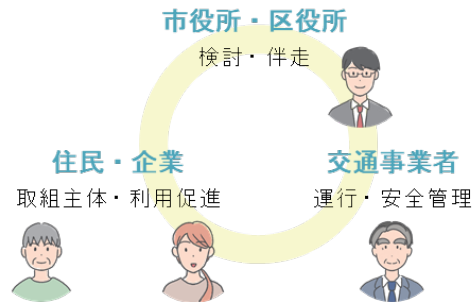 市役所・区役所
検討・伴走
住民・企業
取組主体・利用促進
交通事業者
運行・安全管理